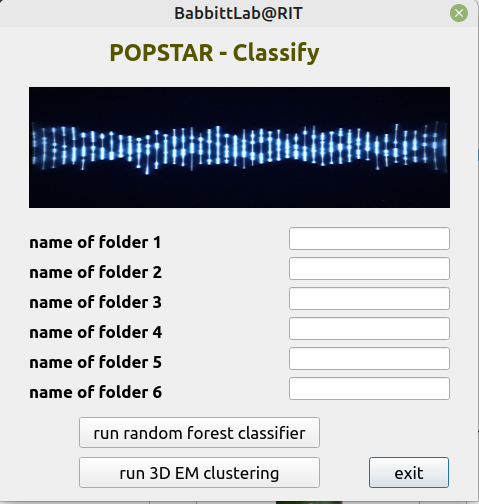 BabbittLab@RIT
POPSTAR - Classify
name of folder 1
name of folder 2
name of folder 3
name of folder 4
name of folder 5
name of folder 6
run random forest classifier
run 3D EM clustering
exit